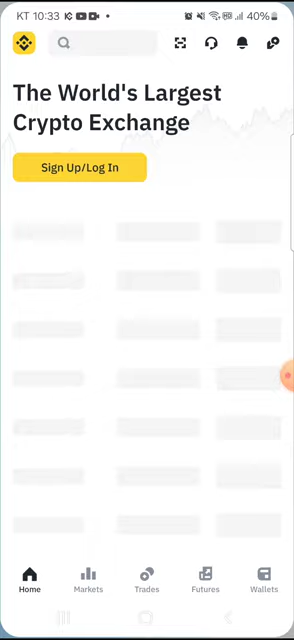 KT 10:33 40%
The World's Largest
Crypto Exchange
Sign Up/Log In
Home Markets Trades Futures Wallets